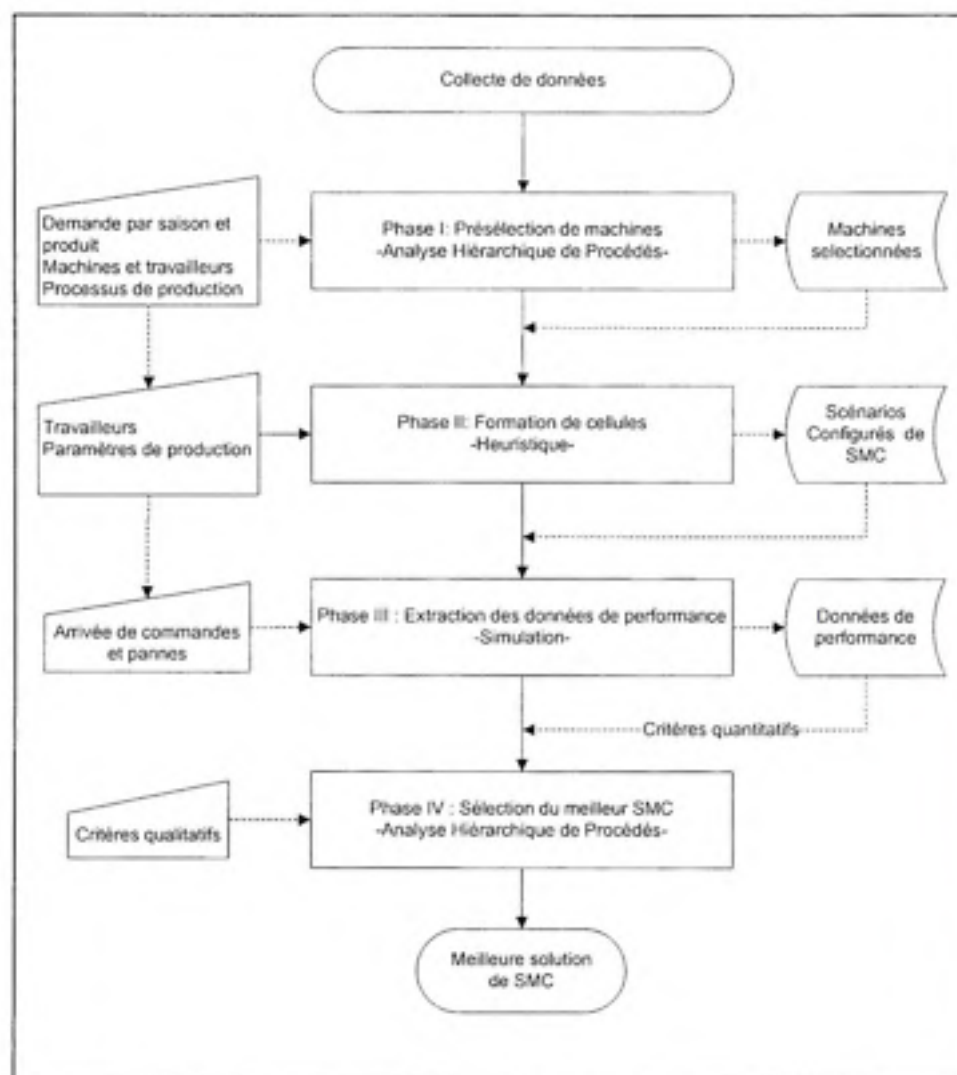 Collecte de données
Demande par saison et
produit
Machines et travailleurs
Processus de production
Phase I: Présélection de machines
-Analyse Hiérarchique de Procédés-
Machines
selectionnées
Travailleurs
Paramètres de production
Phase II: Formation de cellules
-Heuristique-
Scénarios
Configurés de
SMC
Arrivée de commandes
et pannes
Phase III : Extraction des données de performance
-Simulation-
Données de
performance
Critères quantitatifs
Critères qualitatifs
Phase IV : Sélection du meilleur SMC
-Analyse Hiérarchique de Procédés-
Meilleure solution
de SMC